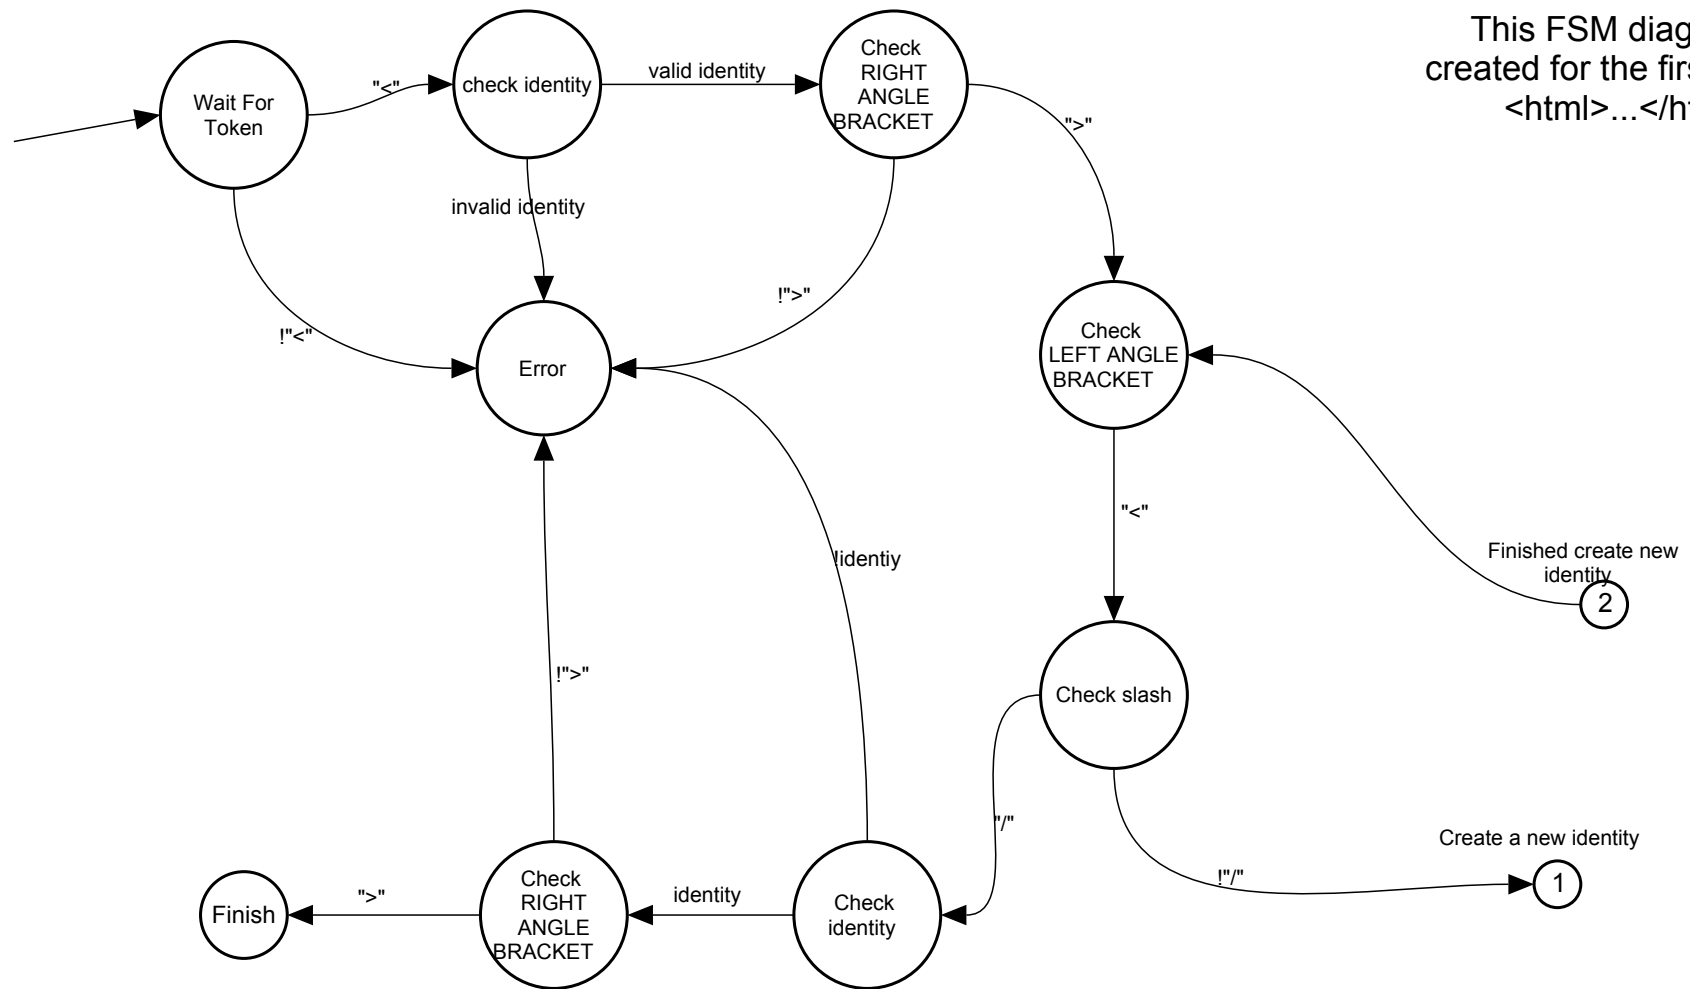 This FSM diag
created for the firs
<html>...</ht
Wait For
Token
"<"
check identity
valid identity
Check
RIGHT
ANGLE
BRACKET
">"
invalid identity
!"<"
!">"
Error
Check
LEFT ANGLE
BRACKET
"<"
Finished create new
identity
2
!identiy
!">"
Check slash
"/"
!"/"
Create a new identity
1
Finish
">"
Check
RIGHT
ANGLE
BRACKET
identity
Check
identity